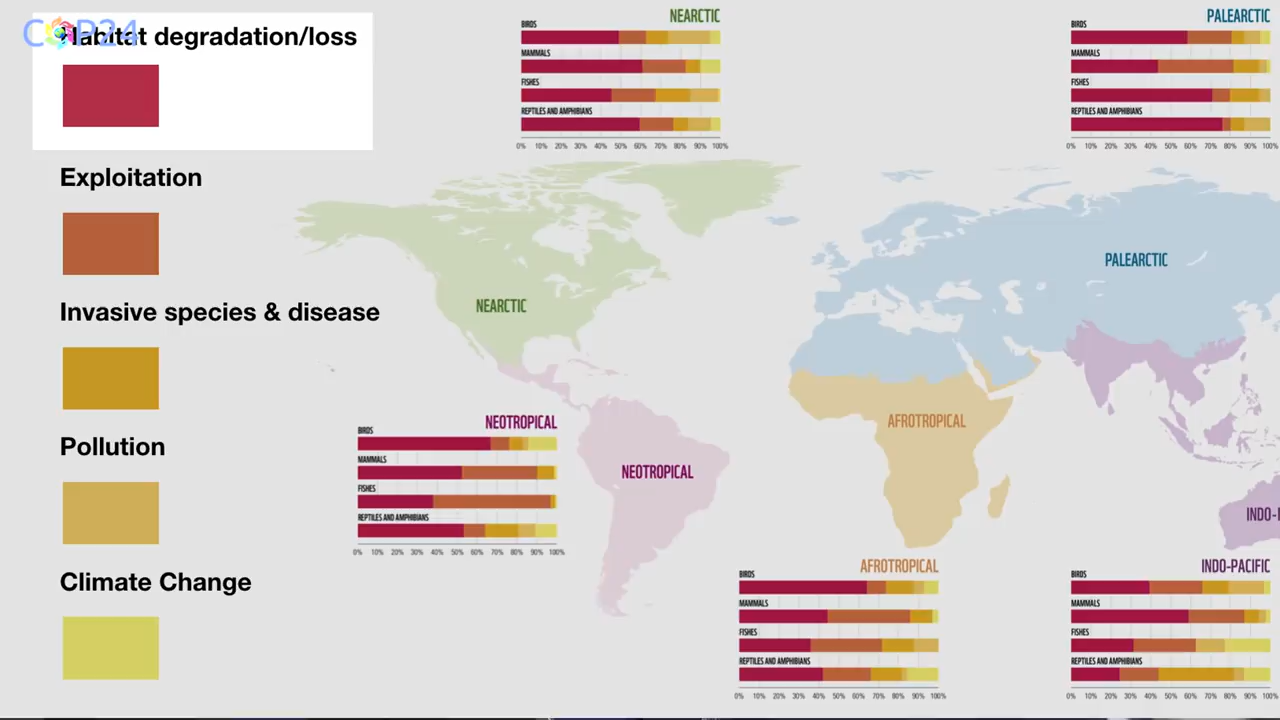 COP24
Habitat degradation/loss
Exploitation
Invasive species & disease
Pollution
Climate Change
NEARCTIC
BIRDS
MAMMALS
FISHES
REPTILES AND AMPHIBIANS
0% 10% 20% 30% 40% 50% 60% 70% 80% 90% 100%
PALEARCTIC
BIRDS
MAMMALS
FISHES
REPTILES AND AMPHIBIANS
0% 10% 20% 30% 40% 50% 60% 70% 80% 90% 100%
NEARCTIC
PALEARCTIC
AFROTROPICAL
NEOTROPICAL
INDO-P
NEOTROPICAL
BIRDS
MAMMALS
FISHES
REPTILES AND AMPHIBIANS
0% 10% 20% 30% 40% 50% 60% 70% 80% 90% 100%
AFROTROPICAL
BIRDS
MAMMALS
FISHES
REPTILES AND AMPHIBIANS
0% 10% 20% 30% 40% 50% 60% 70% 80% 90% 100%
INDO-PACIFIC
BIRDS
MAMMALS
FISHES
REPTILES AND AMPHIBIANS
0% 10% 20% 30% 40% 50% 60% 70% 80% 90% 100%